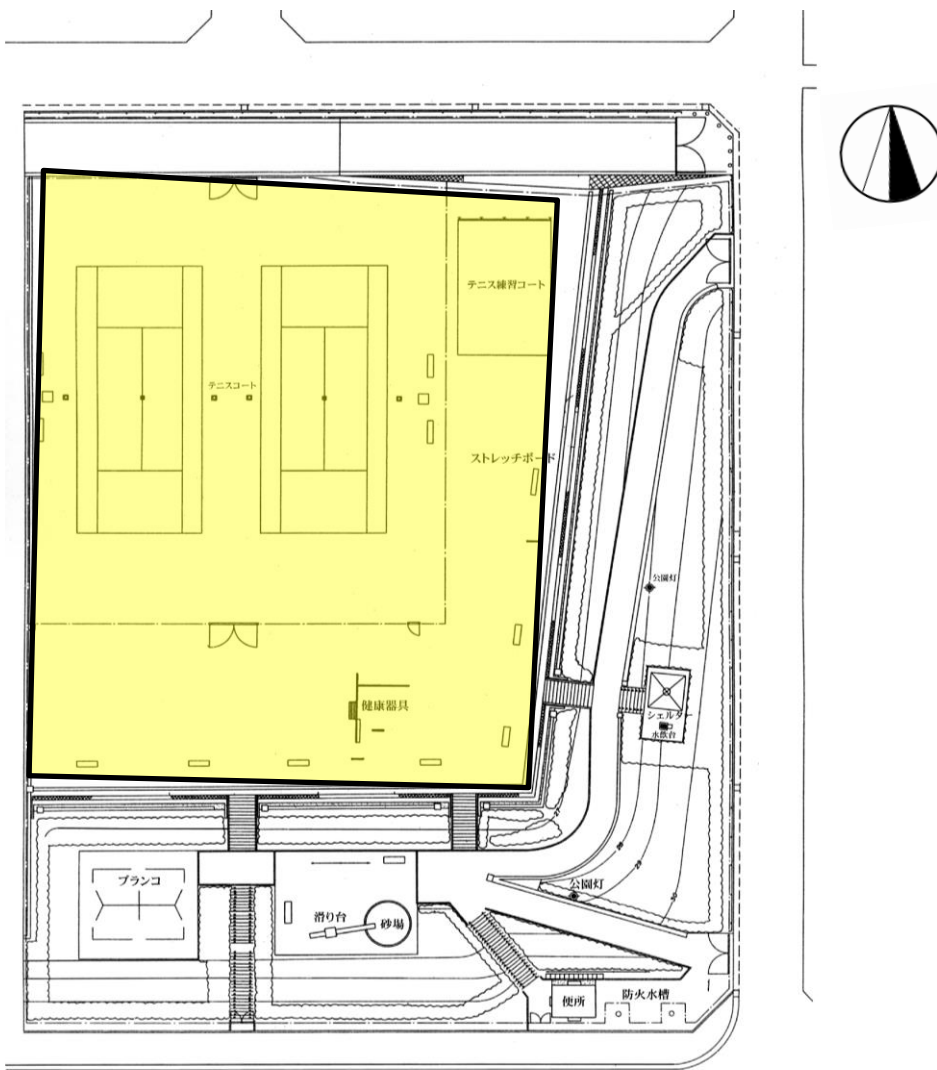 テニス練習コート
テニスコート
ストレッチボード
公園灯
健康器具
シェルター
水飲台
ブランコ
公園灯
滑り台
砂場
便所
防火水槽